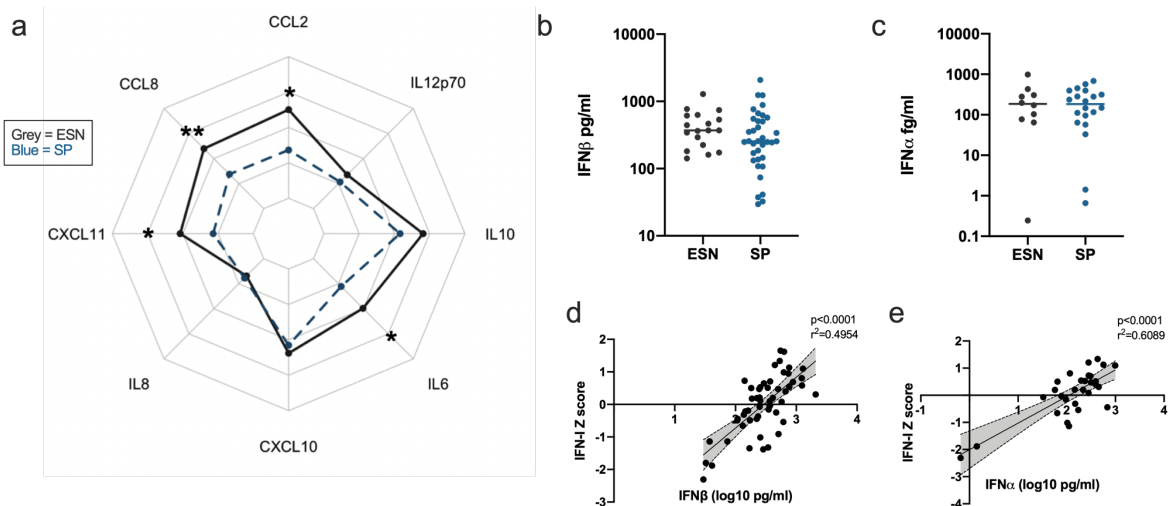 a
CCL2
CCL8
IL12p70
*
**
Grey = ESN
Blue = SP
CXCL11
*
IL10
*
IL8
IL6
CXCL10
b
10000
1000
100
10
IFNβ pg/ml
ESN SP
c
10000
1000
100
10
1
0.1
IFNα fg/ml
ESN SP
d
p<0.0001
r²=0.4954
2
1
0
-1
-2
-3
1 2 3 4
IFN-I Z score
IFNβ (log10 pg/ml)
e
p<0.0001
r²=0.6089
2
1
0
-1
-2
-3
-4
-1 1 2 3 4
IFN-I Z score
IFNα (log10 pg/ml)